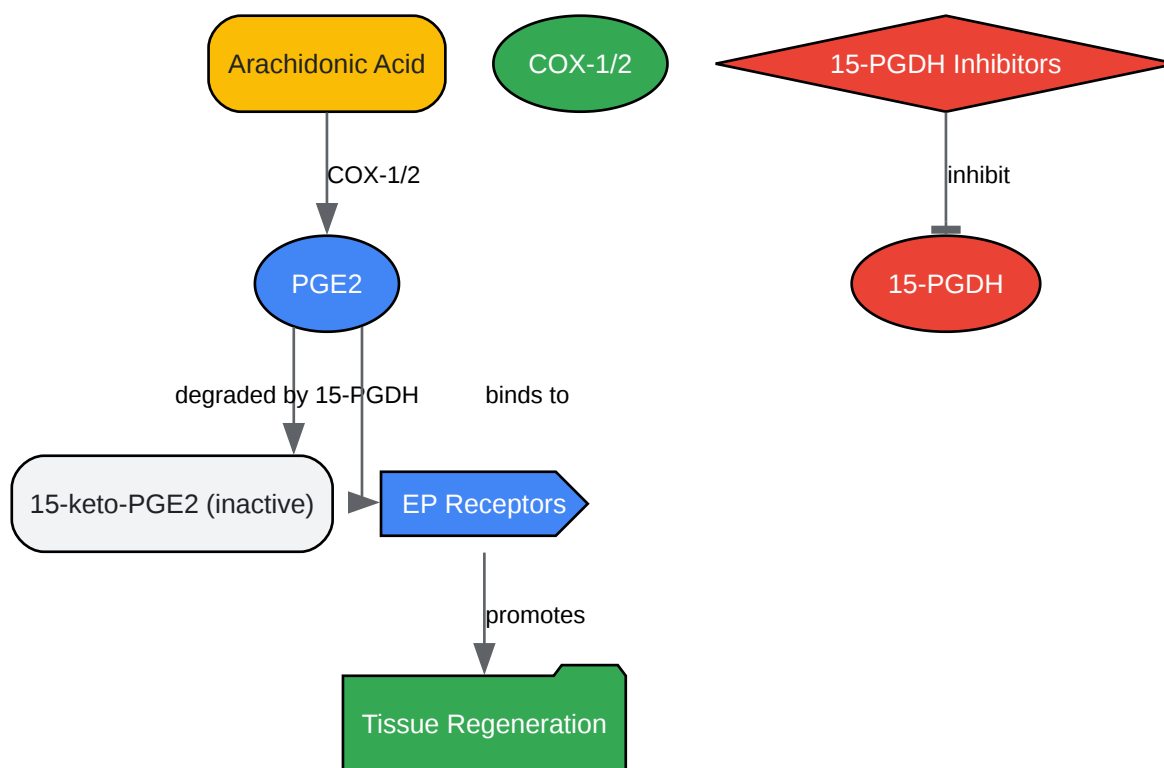 Arachidonic Acid
COX-1/2
15-PGDH Inhibitors
COX-1/2
inhibit
PGE2
15-PGDH
degraded by 15-PGDH
binds to
15-keto-PGE2 (inactive)
EP Receptors
promotes
Tissue Regeneration